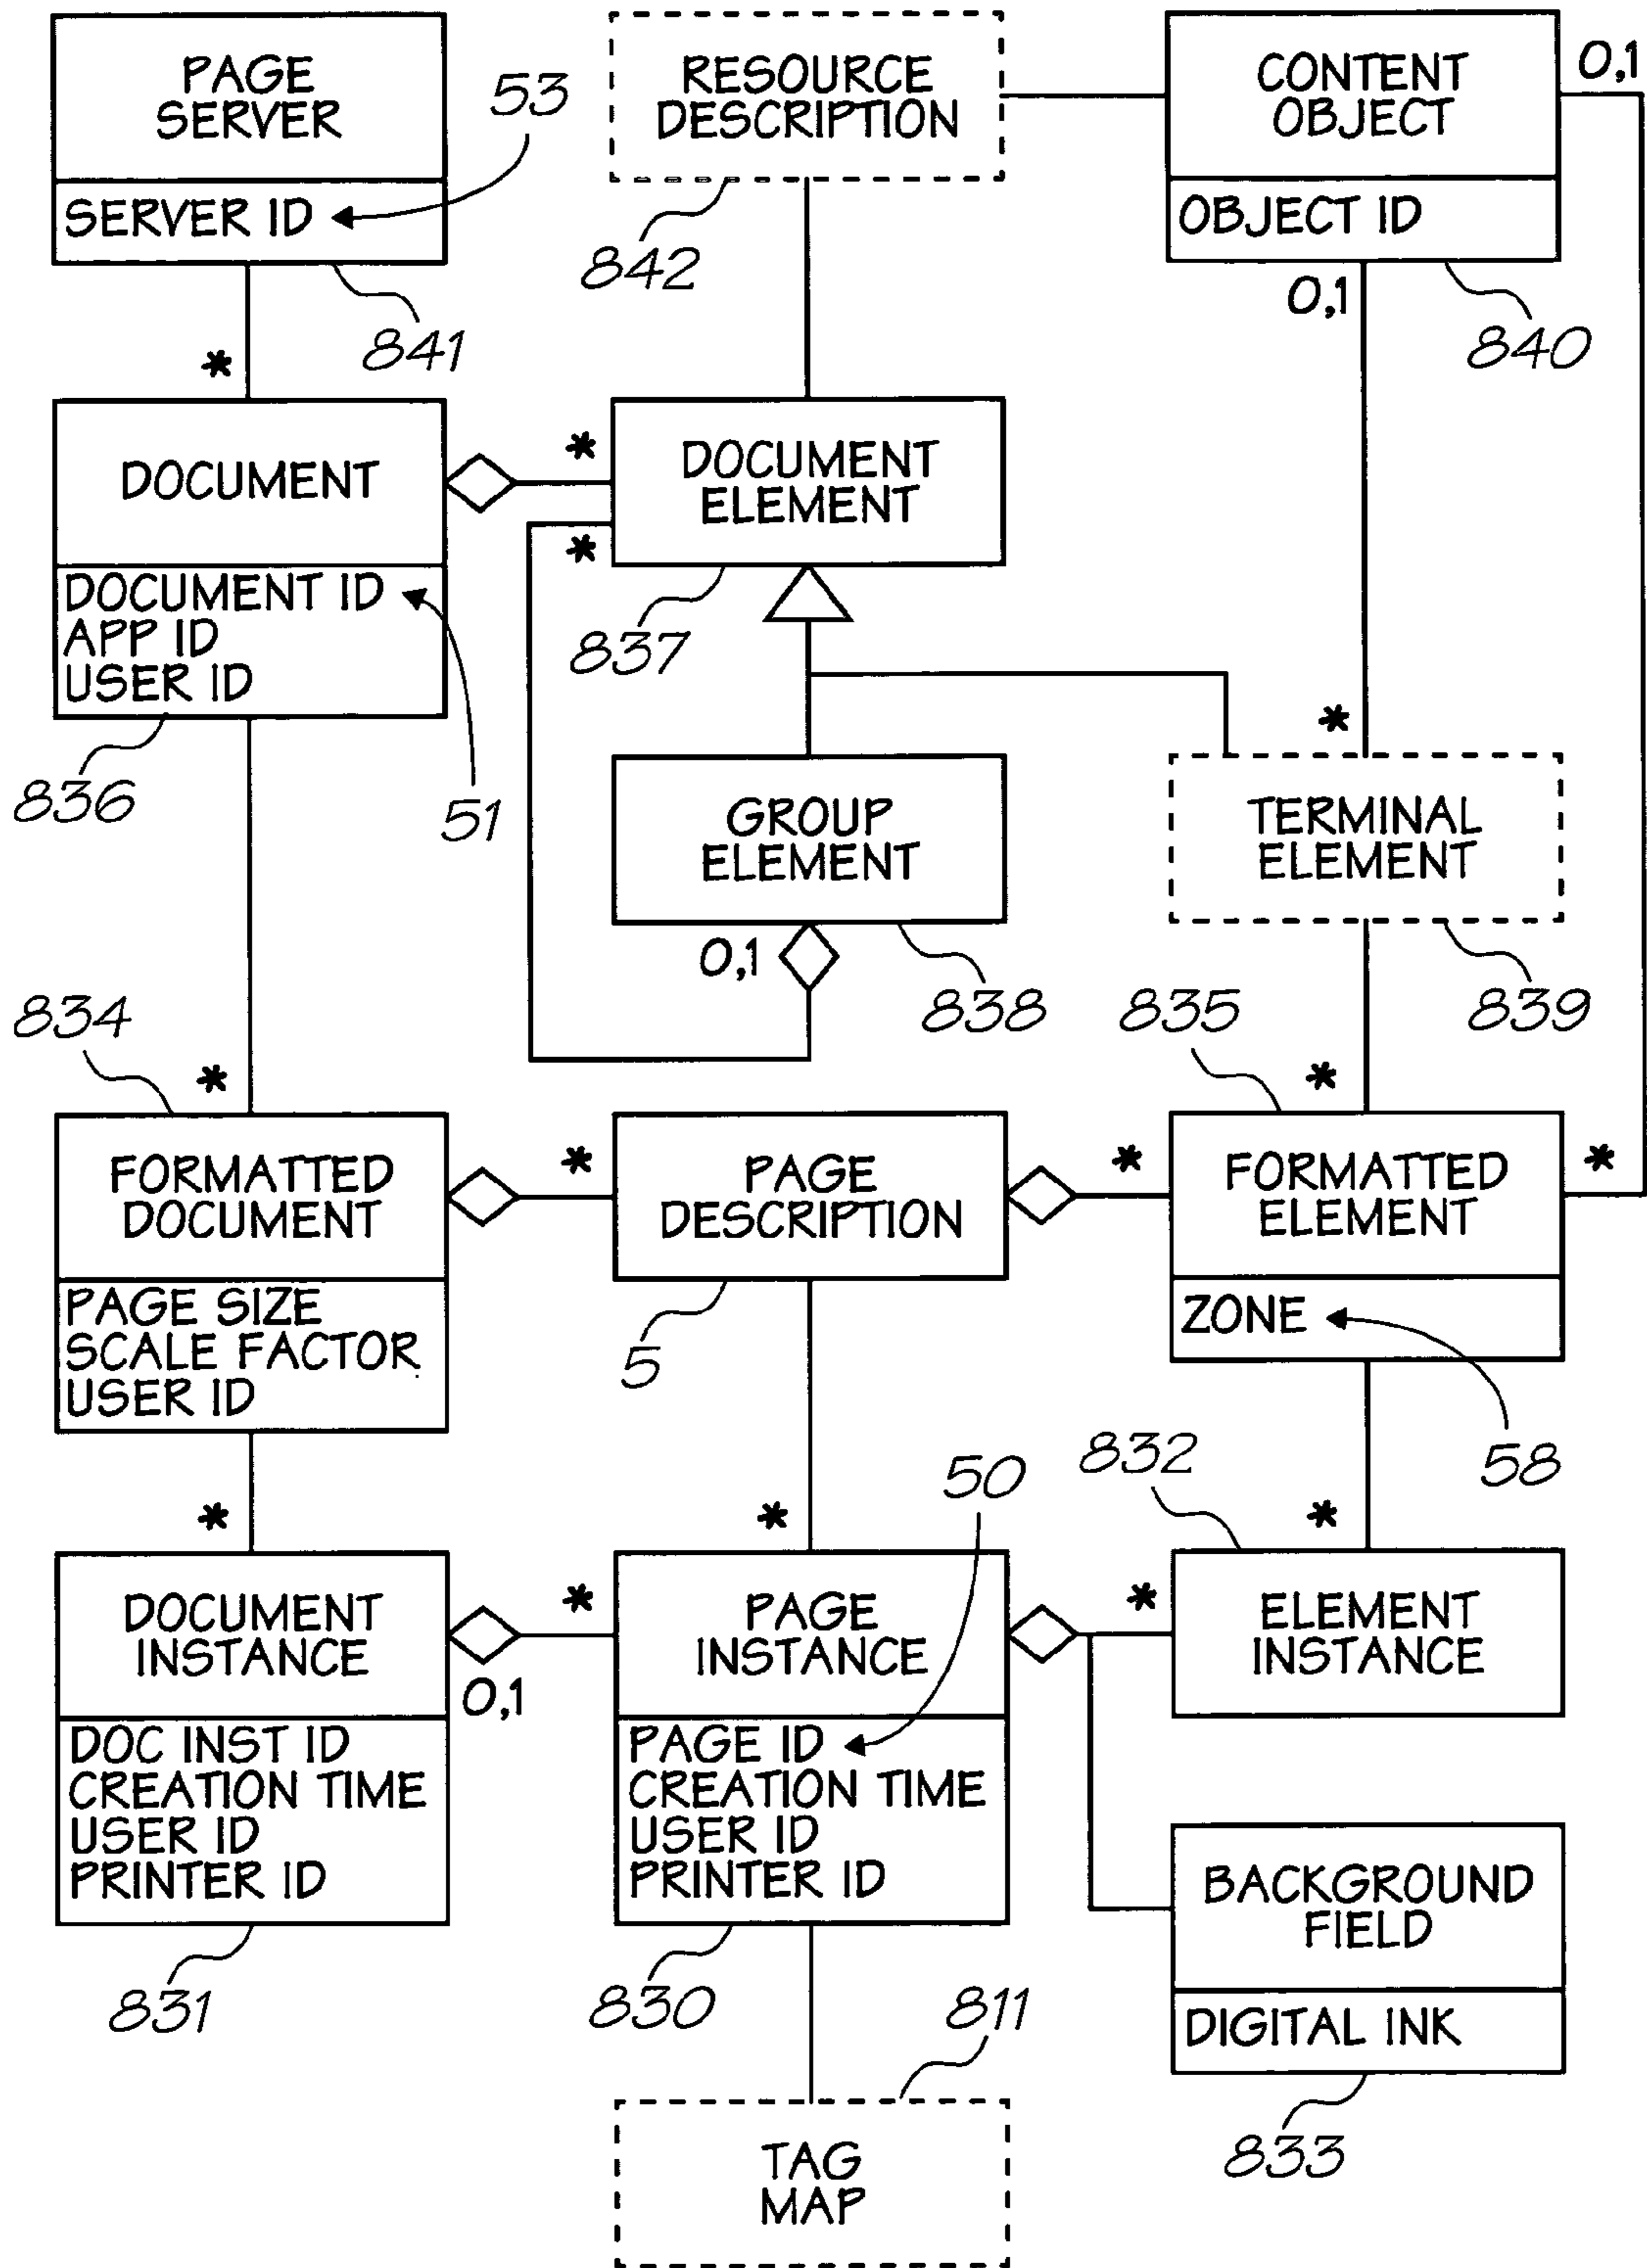 PAGE
SERVER
SERVER ID
53
841
RESOURCE
DESCRIPTION
842
CONTENT
OBJECT
OBJECT ID
0,1
0,1
840
*
DOCUMENT
DOCUMENT ID
APP ID
USER ID
836
51
*
*
DOCUMENT
ELEMENT
837
GROUP
ELEMENT
0,1
838
*
TERMINAL
ELEMENT
839
834
*
FORMATTED
DOCUMENT
PAGE SIZE
SCALE FACTOR
USER ID
*
PAGE
DESCRIPTION
5
*
835
*
FORMATTED
ELEMENT
*
ZONE
58
*
DOCUMENT
INSTANCE
0,1
DOC INST ID
CREATION TIME
USER ID
PRINTER ID
831
*
*
50
PAGE
INSTANCE
PAGE ID
CREATION TIME
USER ID
PRINTER ID
830
832
*
*
ELEMENT
INSTANCE
BACKGROUND
FIELD
DIGITAL INK
833
811
TAG
MAP